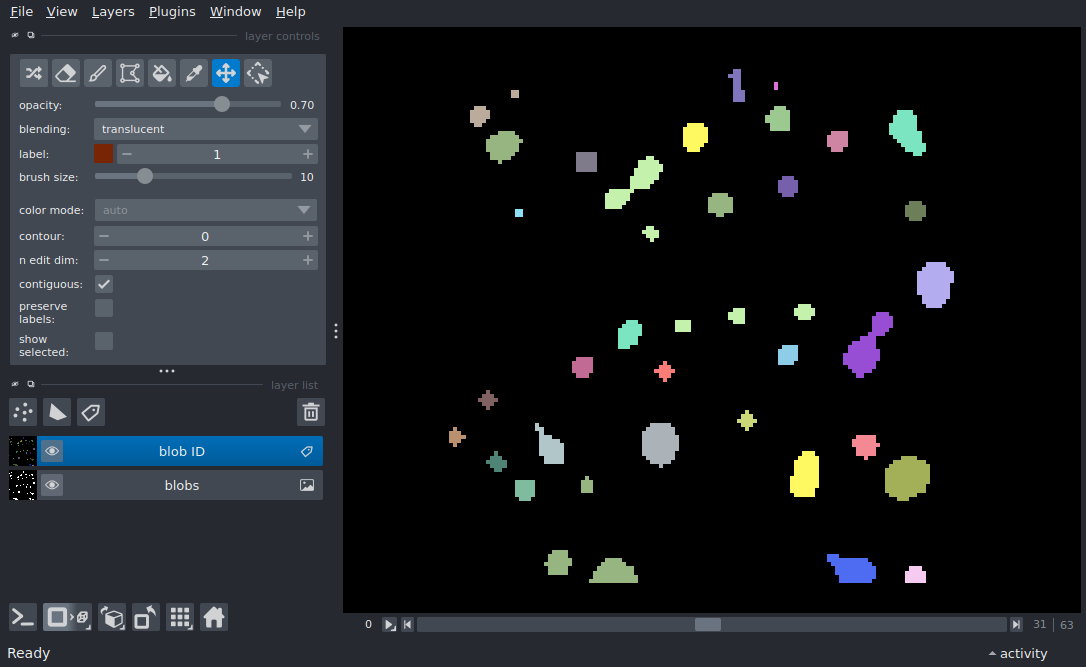 File View Layers Plugins Window Help
layer controls
opacity: 0.70
blending: translucent
label: 1
brush size: 10
color mode: auto
contour: 0
n edit dim: 2
contiguous:
preserve
labels:
show
selected:
layer list
blob ID
blobs
0 31 63
Ready activity